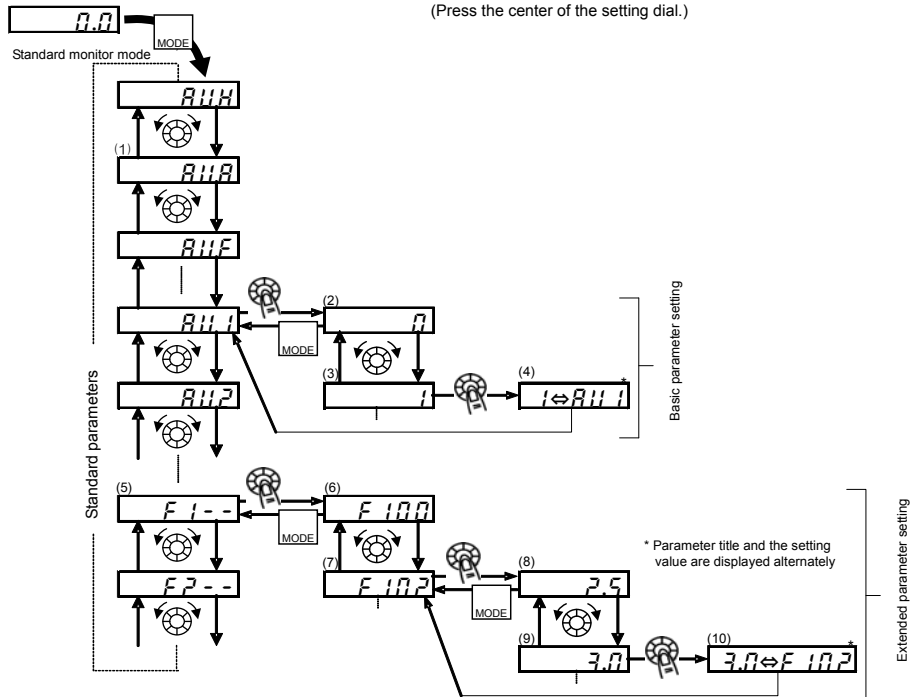 (Press the center of the setting dial.)
0.0
MODE
Standard monitor mode
AUH
(1)
AUA
AUF
AU1
(2)
0
MODE
(3)
1
(4)
*
1⇔AU1
AU2
Basic parameter setting
Standard parameters
(5)
F1--
(6)
F100
MODE
(7)
F102
F2--
* Parameter title and the setting
value are displayed alternately
(8)
2.5
MODE
(9)
3.0
(10)
*
3.0⇔F102
Extended parameter setting